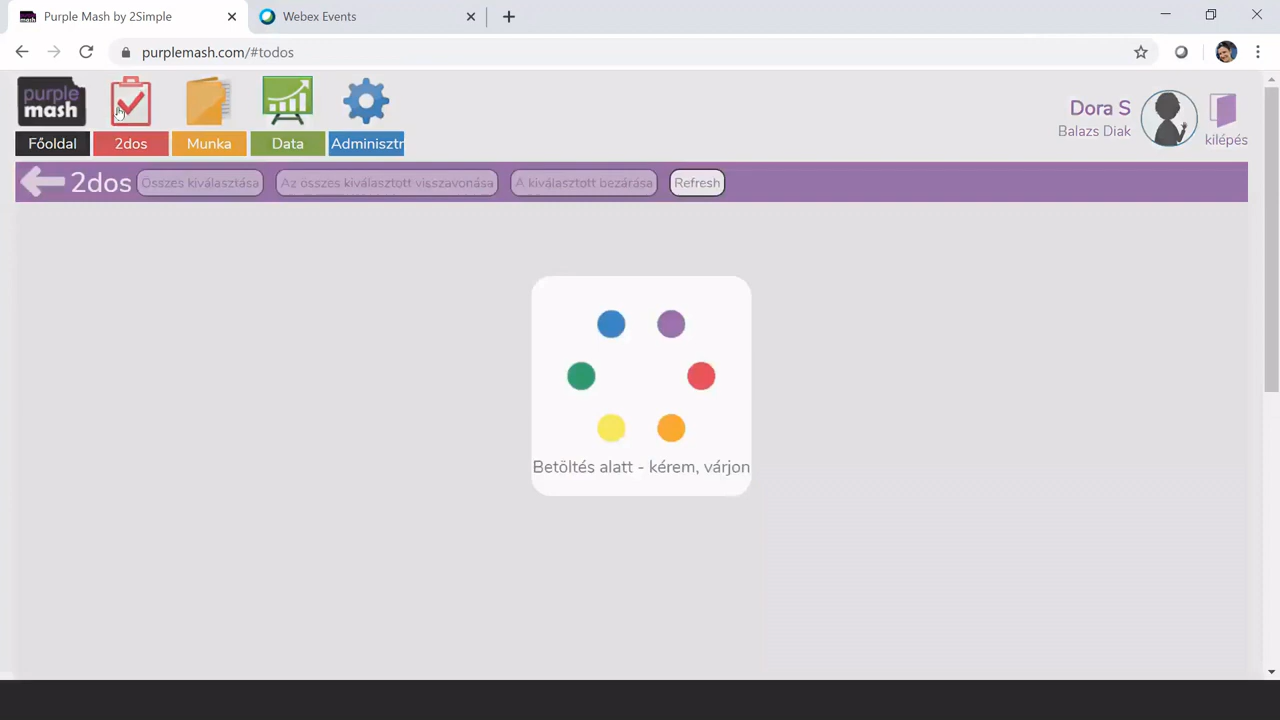 Purple Mash by 2Simple
Webex Events
purplemash.com/#todos
purple
mash
Főoldal
2dos
Munka
Data
Adminisztr
Dora S
Balazs Diak
kilépés
2dos
Összes kiválasztása
Az összes kiválasztott visszavonása
A kiválasztott bezárása
Refresh
Betöltés alatt - kérem, várjon